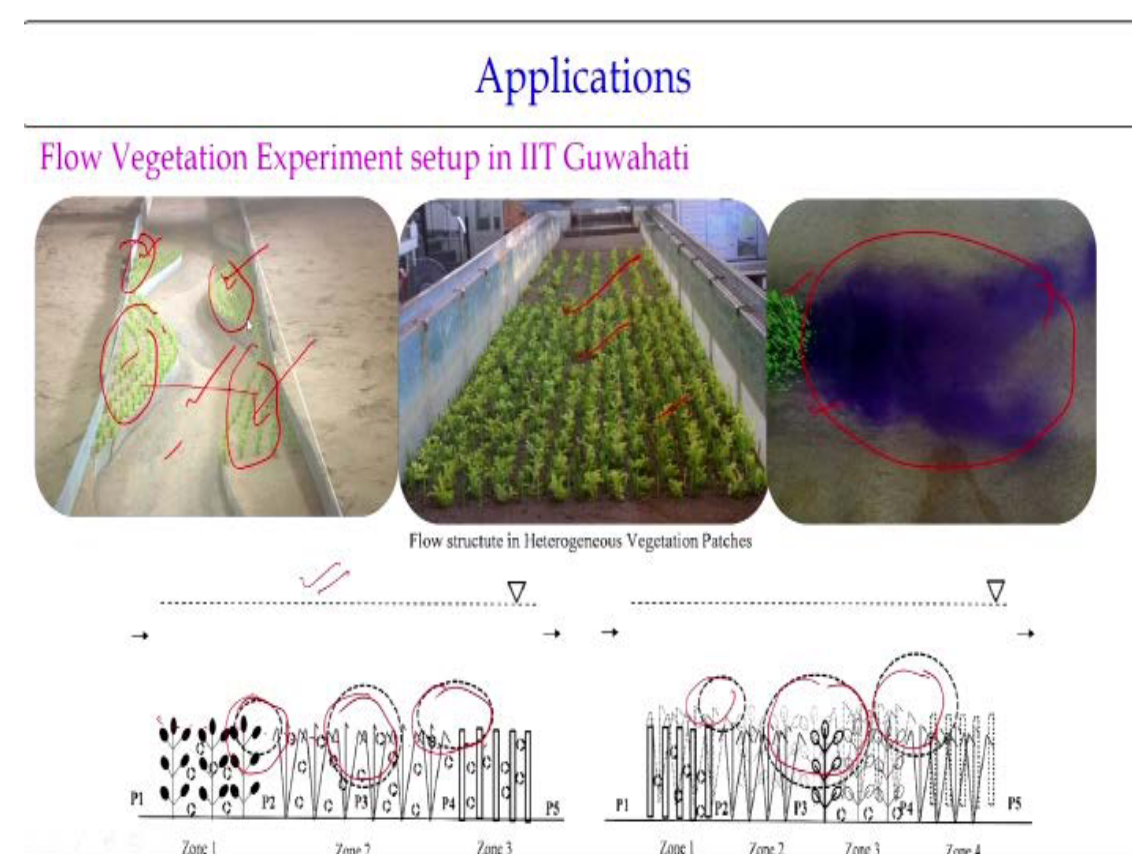 Applications
Flow Vegetation Experiment setup in IIT Guwahati
Flow structute in Heterogeneous Vegetation Patches
P1 P2 P3 P4 P5
P1 P2 P3 P4 P5
Zone 1 Zone 2 Zone 3
Zone 1 Zone 2 Zone 3 Zone 4